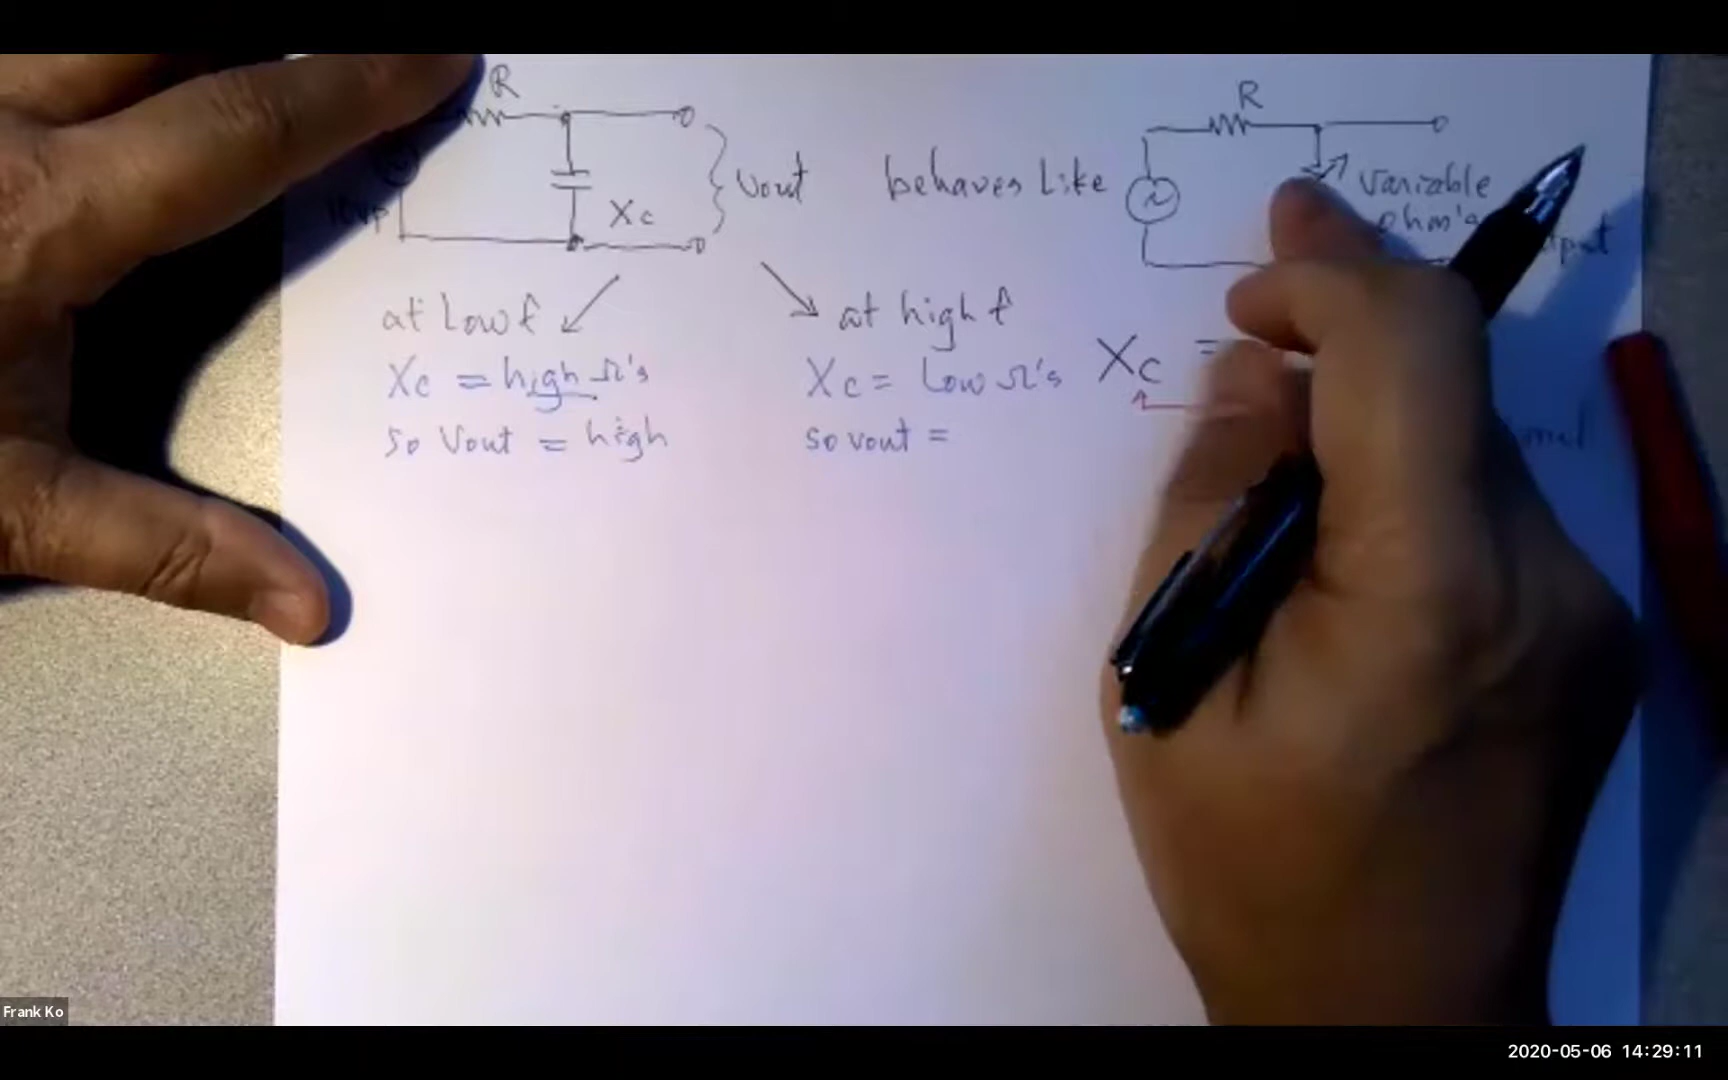 R
Xc
Vout
behaves Like
R
Variable
ohm's
at Low f
Xc = high Ω's
so Vout = high
at high f
Xc = Low Ω's
so vout =
Xc =
Frank Ko
2020-05-06 14:29:11